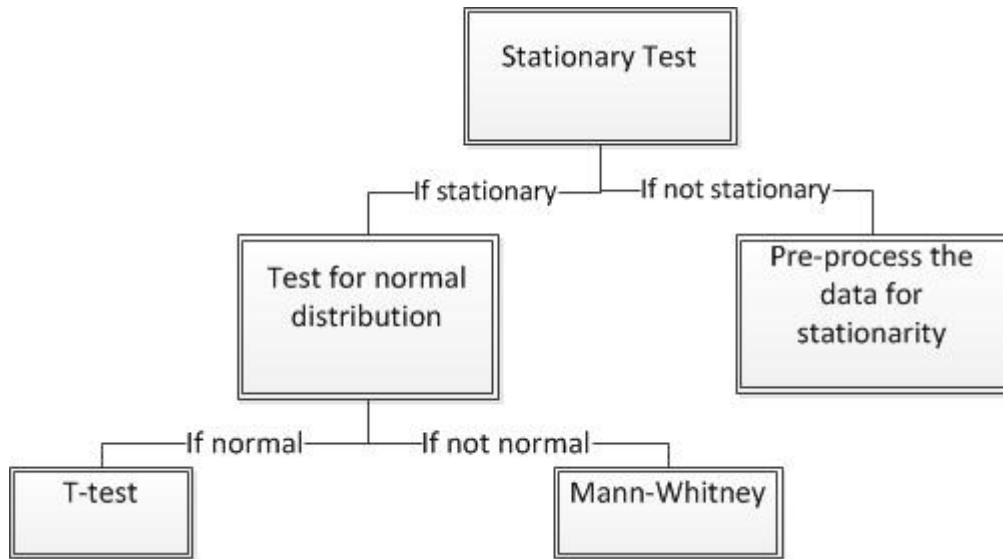 Stationary Test
If stationary
If not stationary
Test for normal
distribution
Pre-process the
data for
stationarity
If normal
If not normal
T-test
Mann-Whitney